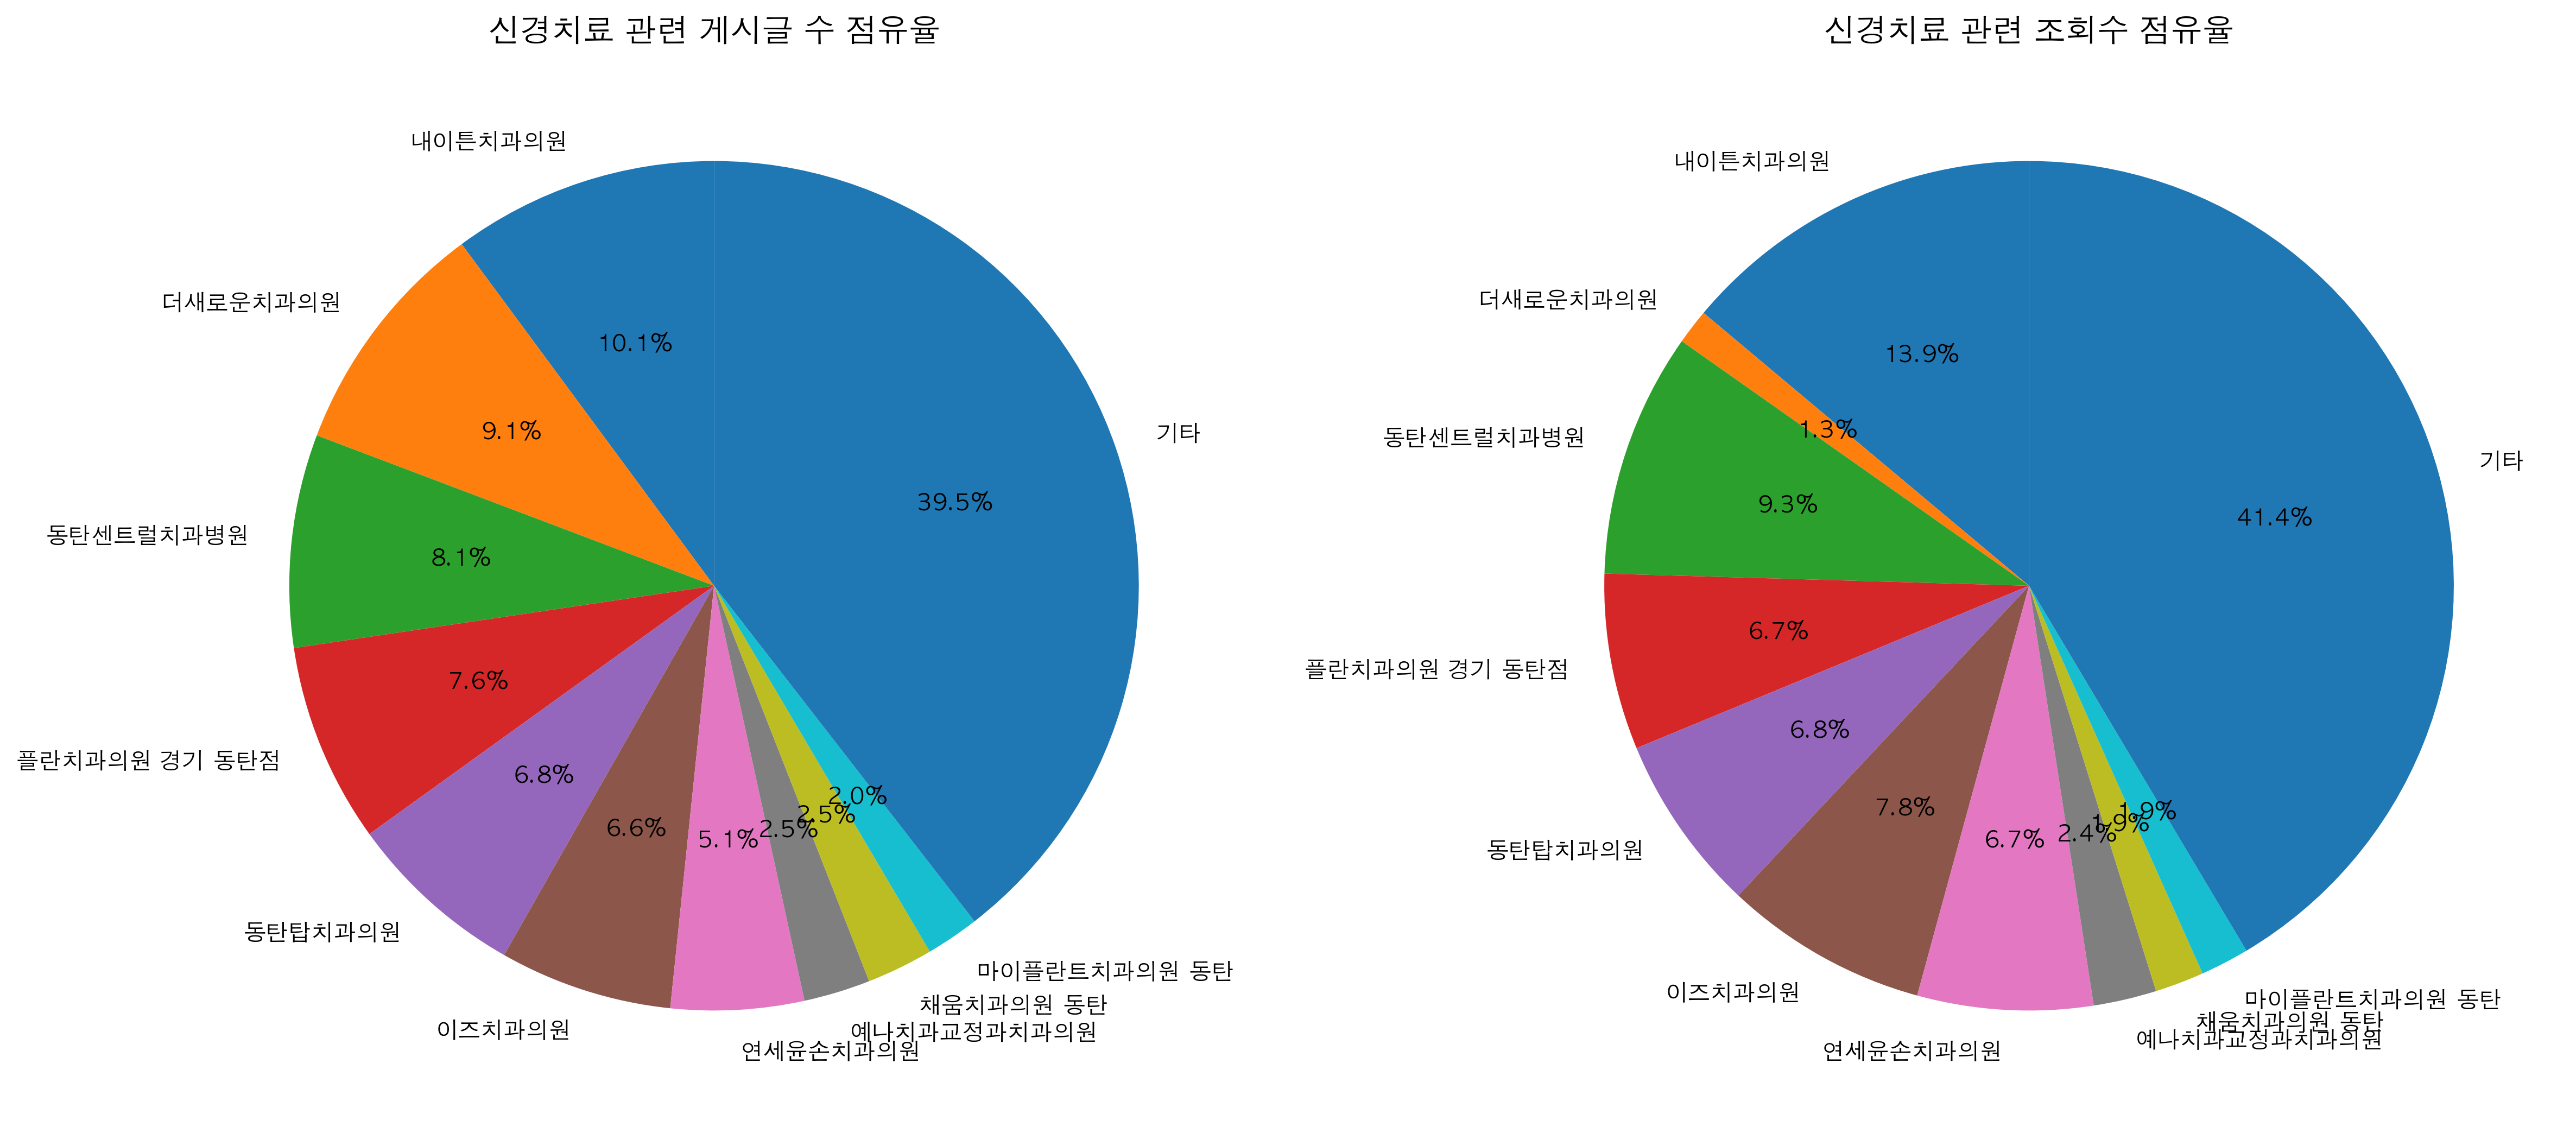 신경치료 관련 게시글 수 점유율
내이튼치과의원
더새로운치과의원
동탄센트럴치과병원
플란치과의원 경기 동탄점
동탄탑치과의원
이즈치과의원
연세윤손치과의원
예나치과교정과치과의원
채움치과의원 동탄
마이플란트치과의원 동탄
기타
10.1%
9.1%
8.1%
7.6%
6.8%
6.6%
5.1%
2.5%
2.5%
2.0%
39.5%
신경치료 관련 조회수 점유율
내이튼치과의원
더새로운치과의원
동탄센트럴치과병원
플란치과의원 경기 동탄점
동탄탑치과의원
이즈치과의원
연세윤손치과의원
예나치과교정과치과의원
채움치과의원 동탄
마이플란트치과의원 동탄
기타
13.9%
1.3%
9.3%
6.7%
6.8%
7.8%
6.7%
2.4%
1.9%
1.9%
41.4%